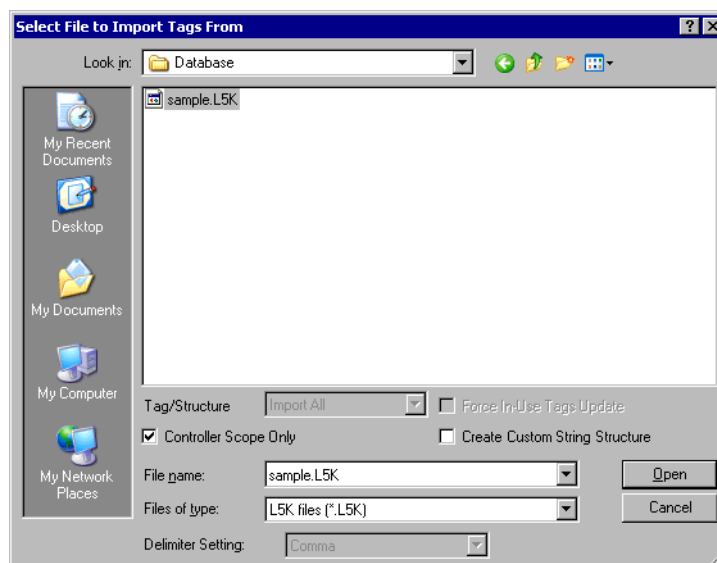 Select File to Import Tags From
Look in: Database
sample.L5K
My Recent
Documents
Desktop
My Documents
My Computer
My Network
Places
Tag/Structure Import All Force In-Use Tags Update
Controller Scope Only Create Custom String Structure
File name: sample.L5K Open
Files of type: L5K files (*.L5K) Cancel
Delimiter Setting: Comma